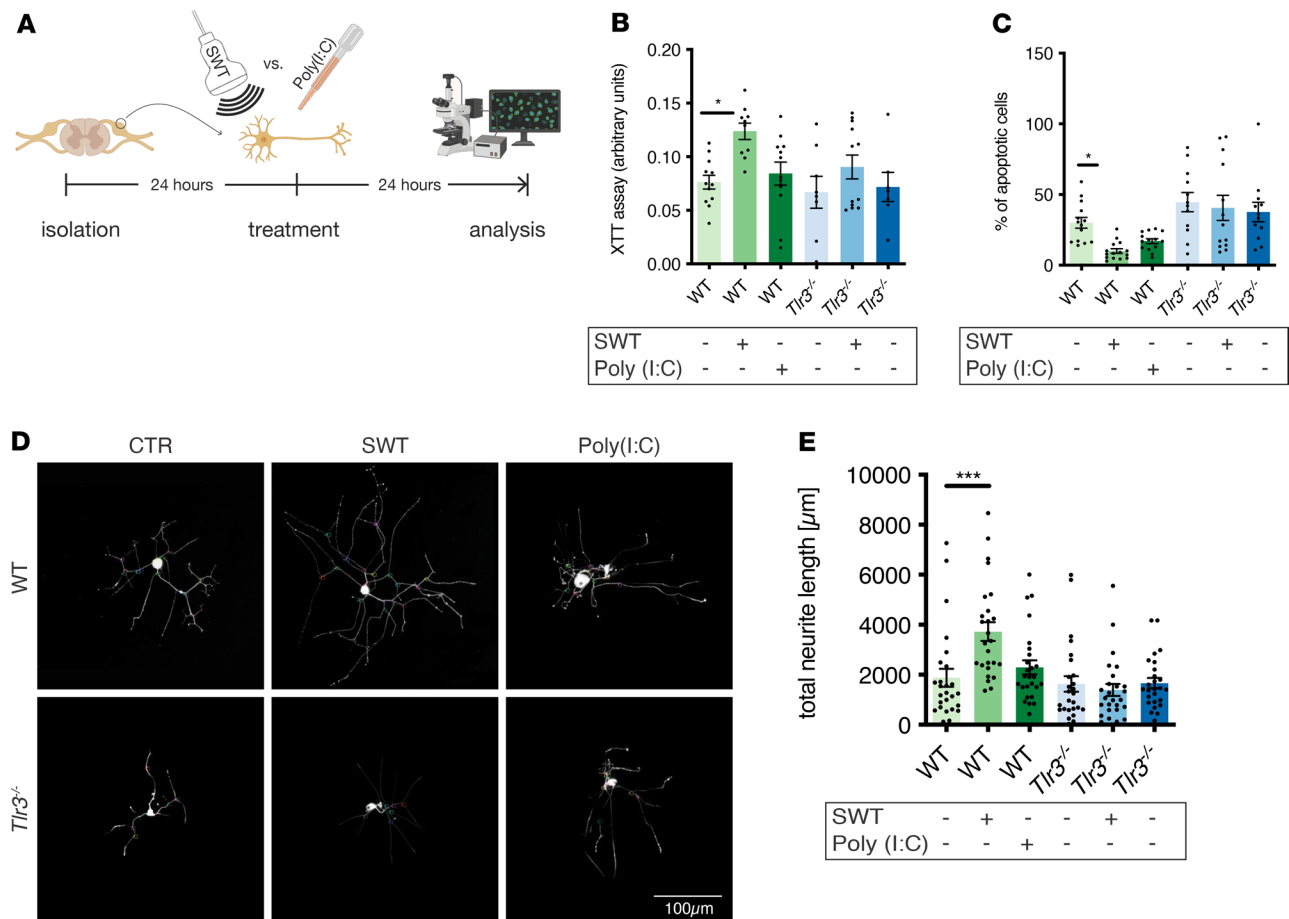 A
SWT
vs.
Poly(I:C)
24 hours
24 hours
isolation
treatment
analysis
B
XTT assay (arbitrary units)
0.20
0.15
0.10
0.05
0.00
*
WT
WT
WT
Tlr3-/-
Tlr3-/-
Tlr3-/-
SWT - + - - + -
Poly (I:C) - - + - - -
C
% of apoptotic cells
150
100
50
0
*
WT
WT
WT
Tlr3-/-
Tlr3-/-
Tlr3-/-
SWT - + - - + -
Poly (I:C) - - + - - -
D
CTR
SWT
Poly(I:C)
WT
Tlr3-/-
100µm
E
total neurite length [µm]
10000
8000
6000
4000
2000
0
***
WT
WT
WT
Tlr3-/-
Tlr3-/-
Tlr3-/-
SWT - + - - + -
Poly (I:C) - - + - - -